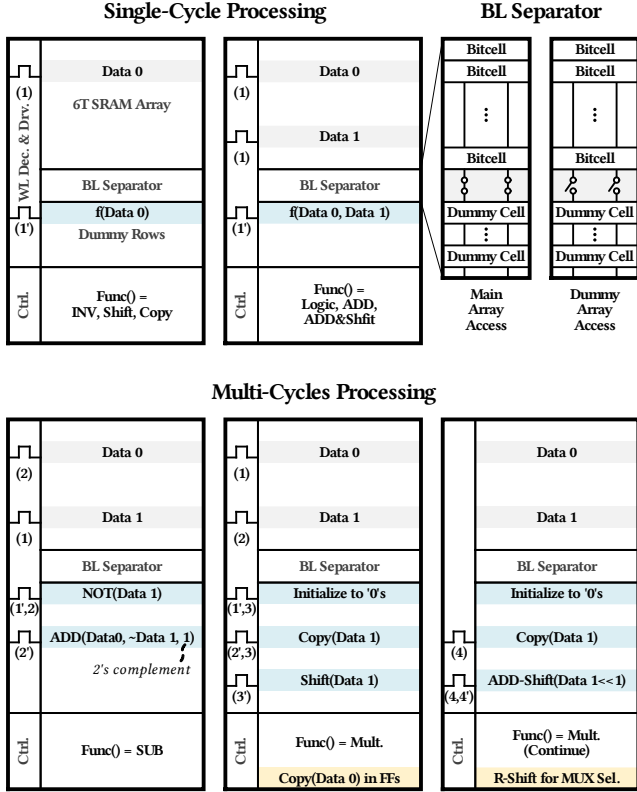 Single-Cycle Processing
BL Separator
WL Dec. & Drv.
(1)
Data 0
6T SRAM Array
BL Separator
(1')
f(Data 0)
Dummy Rows
Ctrl.
Func() =
INV, Shift, Copy
(1)
Data 0
(1)
Data 1
BL Separator
(1')
f(Data 0, Data 1)
Ctrl.
Func() =
Logic, ADD,
ADD&Shfit
Bitcell
Bitcell
Bitcell
Dummy Cell
Dummy Cell
Main
Array
Access
Bitcell
Bitcell
Bitcell
Dummy Cell
Dummy Cell
Dummy
Array
Access
Multi-Cycles Processing
(2)
Data 0
(1)
Data 1
BL Separator
(1',2)
NOT(Data 1)
(2')
ADD(Data0, ~Data 1, 1)
2's complement
Ctrl.
Func() = SUB
(1)
Data 0
(2)
Data 1
BL Separator
(1',3)
Initialize to '0's
(2',3)
Copy(Data 1)
(3')
Shift(Data 1)
Ctrl.
Func() = Mult.
Copy(Data 0) in FFs
Data 0
Data 1
BL Separator
Initialize to '0's
(4)
Copy(Data 1)
(4,4')
ADD-Shift(Data 1<<1)
Ctrl.
Func() = Mult.
(Continue)
R-Shift for MUX Sel.